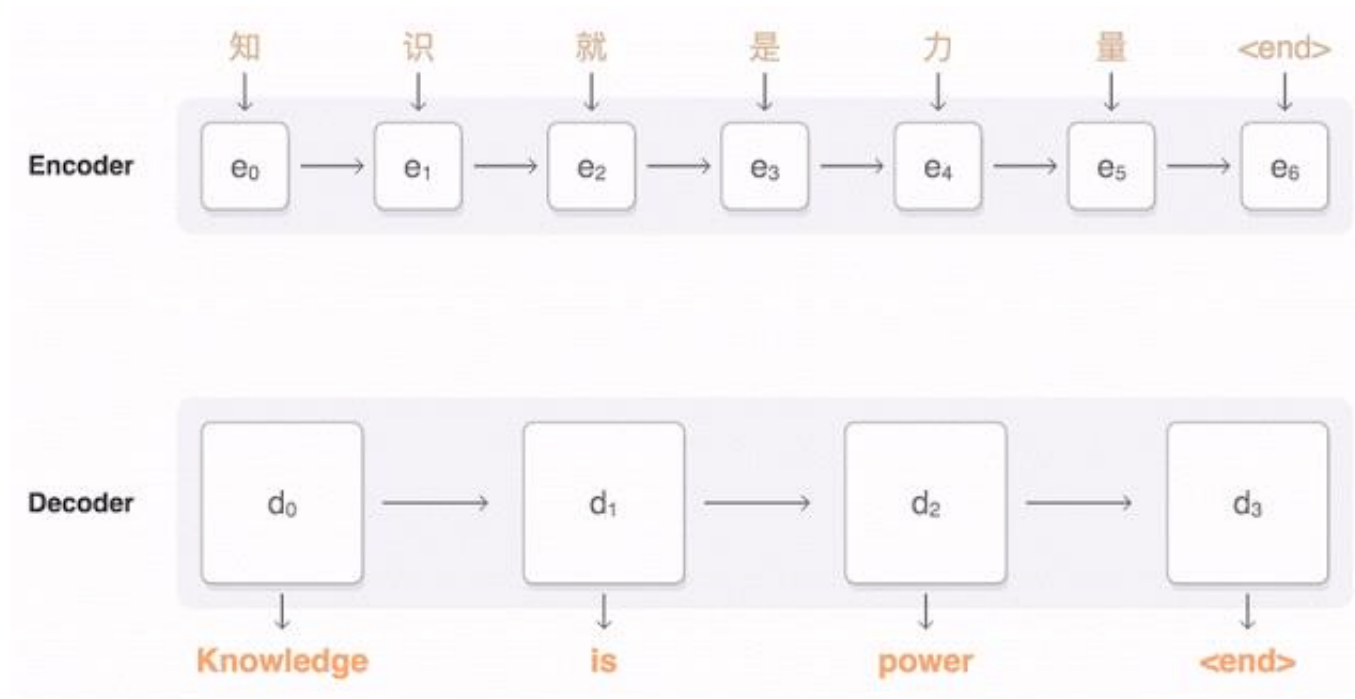 知 识 就 是 力 量 <end>
Encoder e₀ e₁ e₂ e₃ e₄ e₅ e₆
Decoder d₀ d₁ d₂ d₃
Knowledge is power <end>